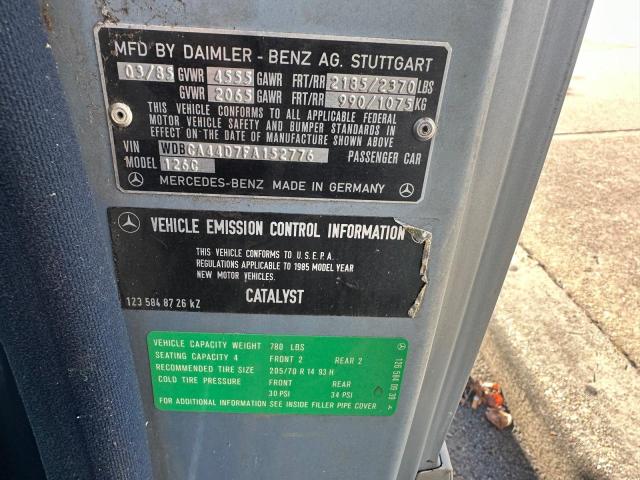 MFD BY DAIMLER - BENZ AG. STUTTGART
03/85 GVWR 4555 GAWR FRT/RR 2185/2370 LBS
GVWR 2065 GAWR FRT/RR 990/1075 KG
THIS VEHICLE CONFORMS TO ALL APPLICABLE FEDERAL
MOTOR VEHICLE SAFETY AND BUMPER STANDARDS IN
EFFECT ON THE DATE OF MANUFACTURE SHOWN ABOVE
VIN WDBCA44D7FA152776 PASSENGER CAR
MODEL 126C
MERCEDES-BENZ MADE IN GERMANY
VEHICLE EMISSION CONTROL INFORMATION
THIS VEHICLE CONFORMS TO U.S.E.P.A.
REGULATIONS APPLICABLE TO 1985 MODEL YEAR
NEW MOTOR VEHICLES.
CATALYST
123 584 87 26 kZ
VEHICLE CAPACITY WEIGHT 780 LBS
SEATING CAPACITY 4 FRONT 2 REAR 2
RECOMMENDED TIRE SIZE 205/70 R 14 93 H
COLD TIRE PRESSURE FRONT REAR
30 PSI 34 PSI
FOR ADDITIONAL INFORMATION SEE INSIDE FILLER PIPE COVER
126 584 09 39